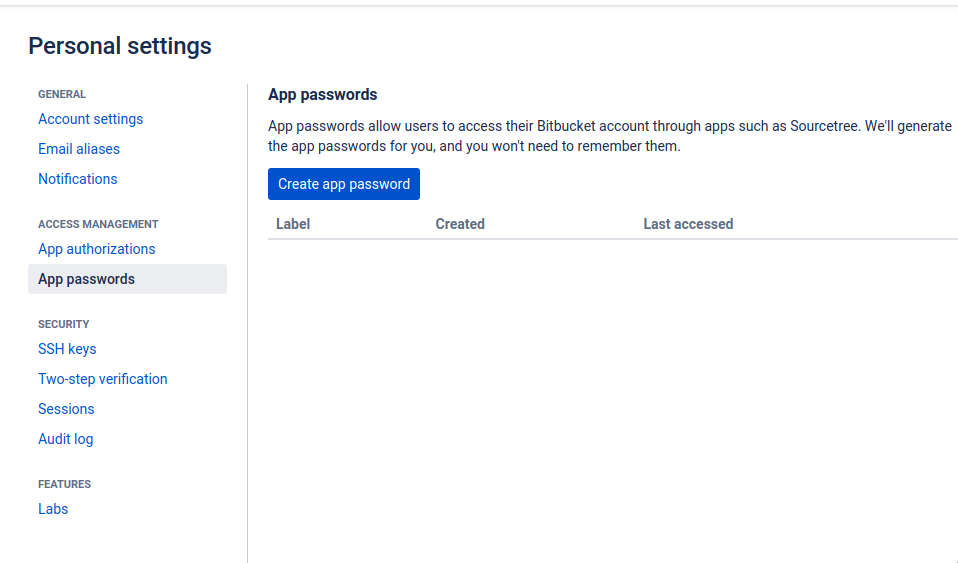 Personal settings
GENERAL
Account settings
Email aliases
Notifications
ACCESS MANAGEMENT
App authorizations
App passwords
SECURITY
SSH keys
Two-step verification
Sessions
Audit log
FEATURES
Labs
App passwords
App passwords allow users to access their Bitbucket account through apps such as Sourcetree. We'll generate
the app passwords for you, and you won't need to remember them.
Create app password
Label Created Last accessed